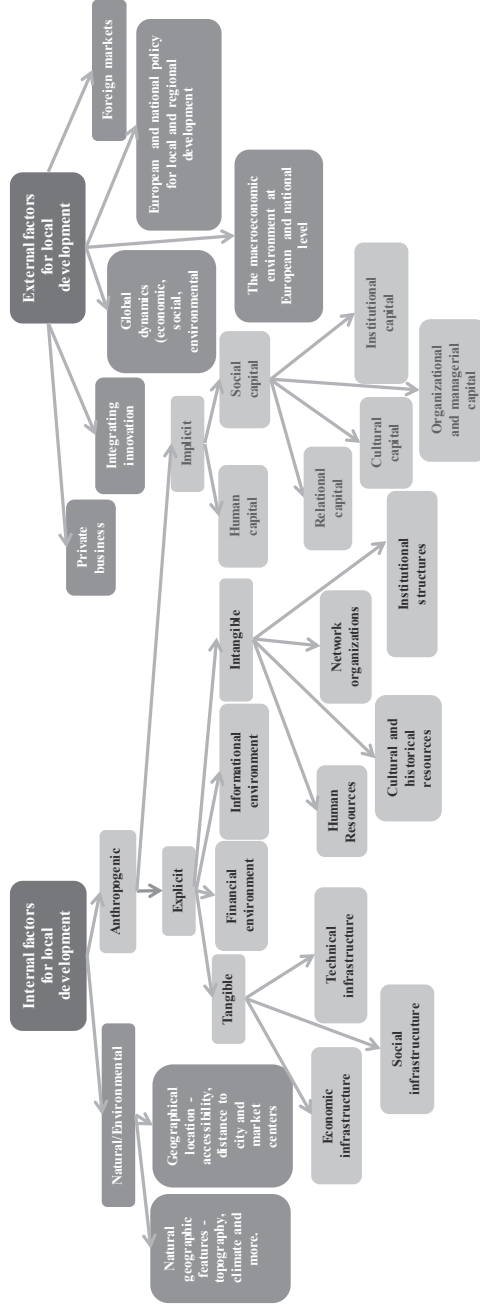 Internal factors
for local
development
Natural/Environmental
Natural
geographic
features -
topography,
climate and
more.
Geographical
location -
accessibility,
distance to
city and
market
centers
Anthropogenic
Explicit
Tangible
Economic
infrastructure
Social
infrastrucuture
Technical
infrastructure
Financial
environment
Informational
environment
Intangible
Human
Resources
Cultural and
historical
resources
Network
organizations
Institutional
structures
Implicit
Human
capital
Social
capital
Relational
capital
Cultural
capital
Organizational
and managerial
capital
Institutional
capital
External factors
for local
development
Private
business
Integrating
innovation
Global
dynamics
(economic,
social,
environmental
The macroeconomic
environment at
European and national
level
European and national policy
for local and regional
development
Foreign markets